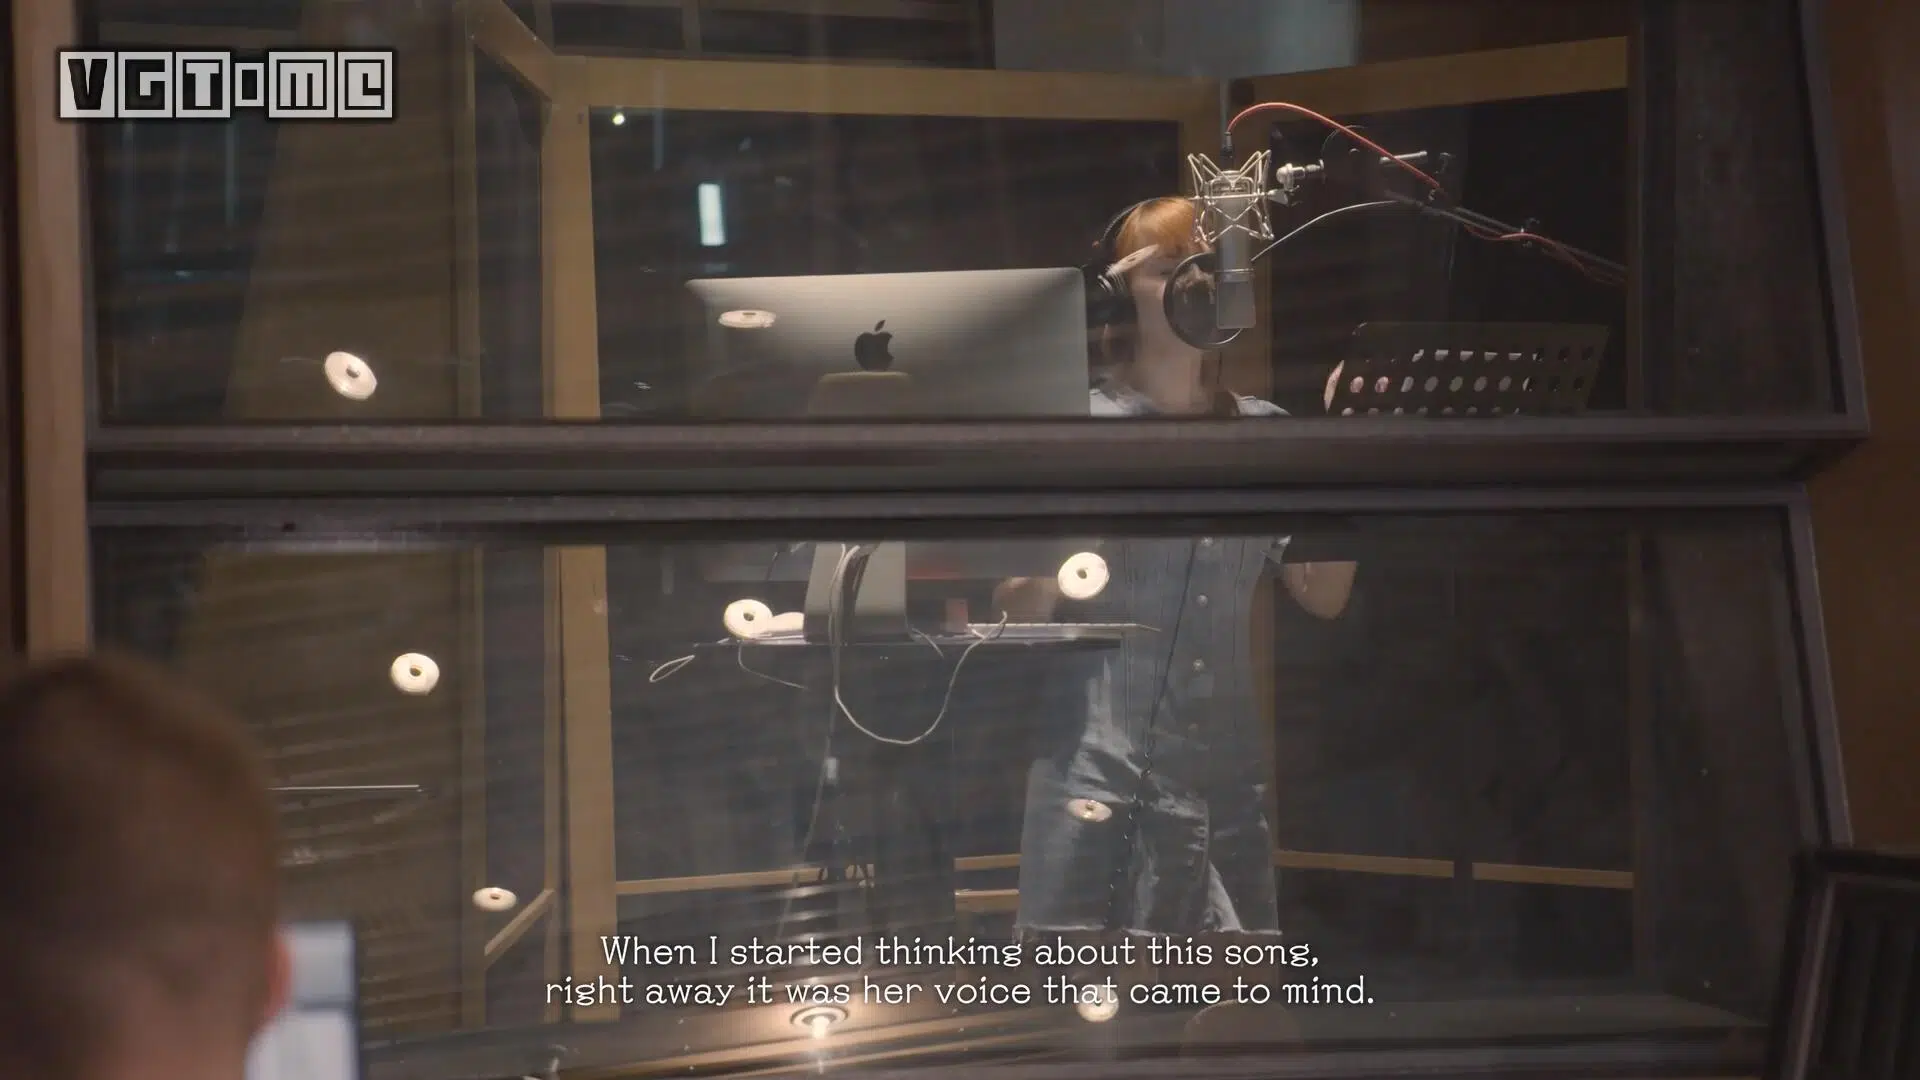 VGTIME
When I started thinking about this song,
right away it was her voice that came to mind.